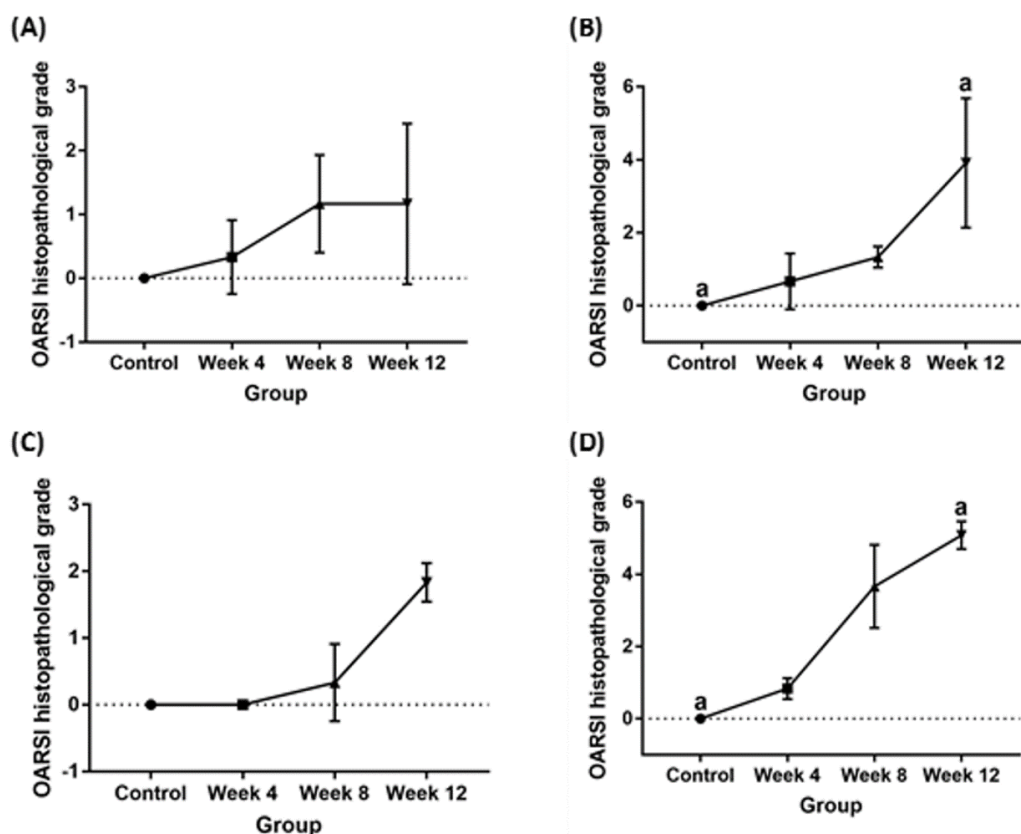 (A)
OARSI histopathological grade
3
2
1
0
-1
Control Week 4 Week 8 Week 12
Group
(B)
OARSI histopathological grade
6
4
2
0
a
a
Control Week 4 Week 8 Week 12
Group
(C)
OARSI histopathological grade
3
2
1
0
-1
Control Week 4 Week 8 Week 12
Group
(D)
OARSI histopathological grade
6
4
2
0
a
a
Control Week 4 Week 8 Week 12
Group